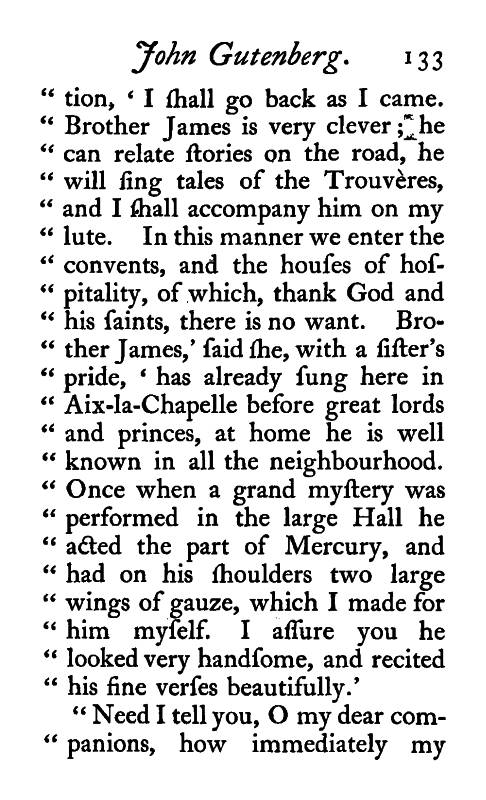 John Gutenberg. 133
“ tion, ‘ I ſhall go back as I came.
“ Brother James is very clever; he
“ can relate ſtories on the road, he
“ will ſing tales of the Trouvères,
“ and I ſhall accompany him on my
“ lute. In this manner we enter the
“ convents, and the houſes of hoſ-
“ pitality, of which, thank God and
“ his ſaints, there is no want. Bro-
“ ther James,’ ſaid ſhe, with a ſiſter’s
“ pride, ‘ has already ſung here in
“ Aix-la-Chapelle before great lords
“ and princes, at home he is well
“ known in all the neighbourhood.
“ Once when a grand myſtery was
“ performed in the large Hall he
“ acted the part of Mercury, and
“ had on his ſhoulders two large
“ wings of gauze, which I made for
“ him myſelf. I aſſure you he
“ looked very handſome, and recited
“ his fine verſes beautifully.’
“ Need I tell you, O my dear com-
“ panions, how immediately my